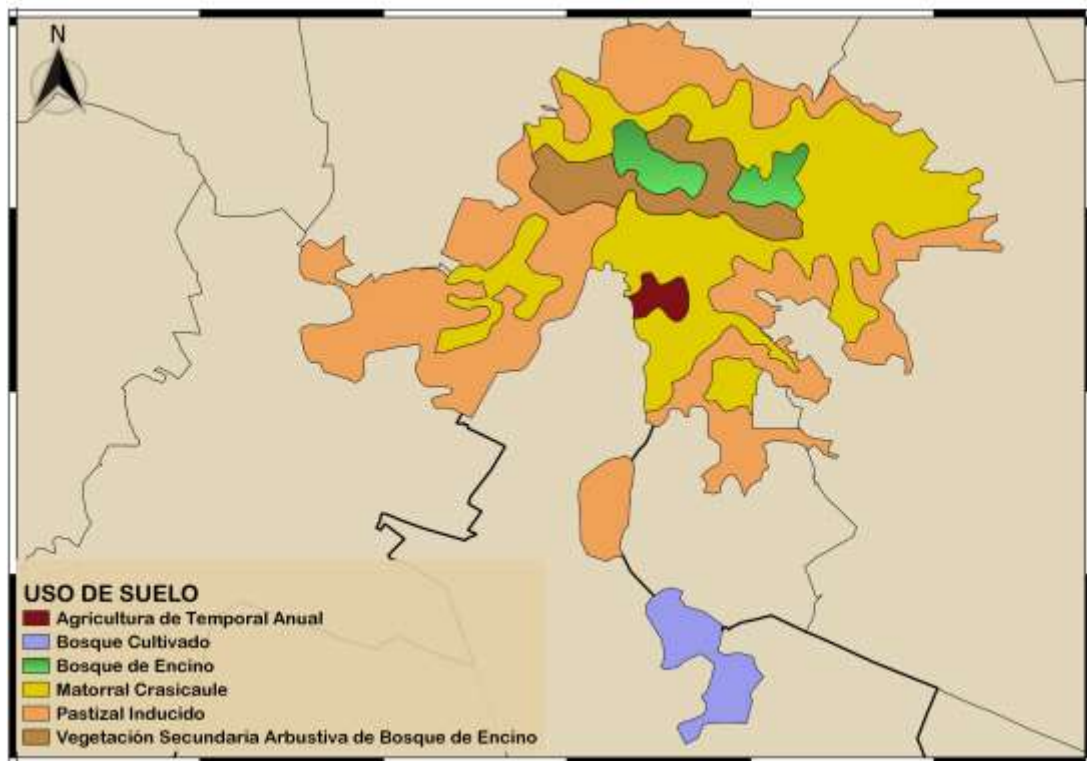 N
USO DE SUELO
Agricultura de Temporal Anual
Bosque Cultivado
Bosque de Encino
Matorral Crasicaule
Pastizal Inducido
Vegetación Secundaria Arbustiva de Bosque de Encino